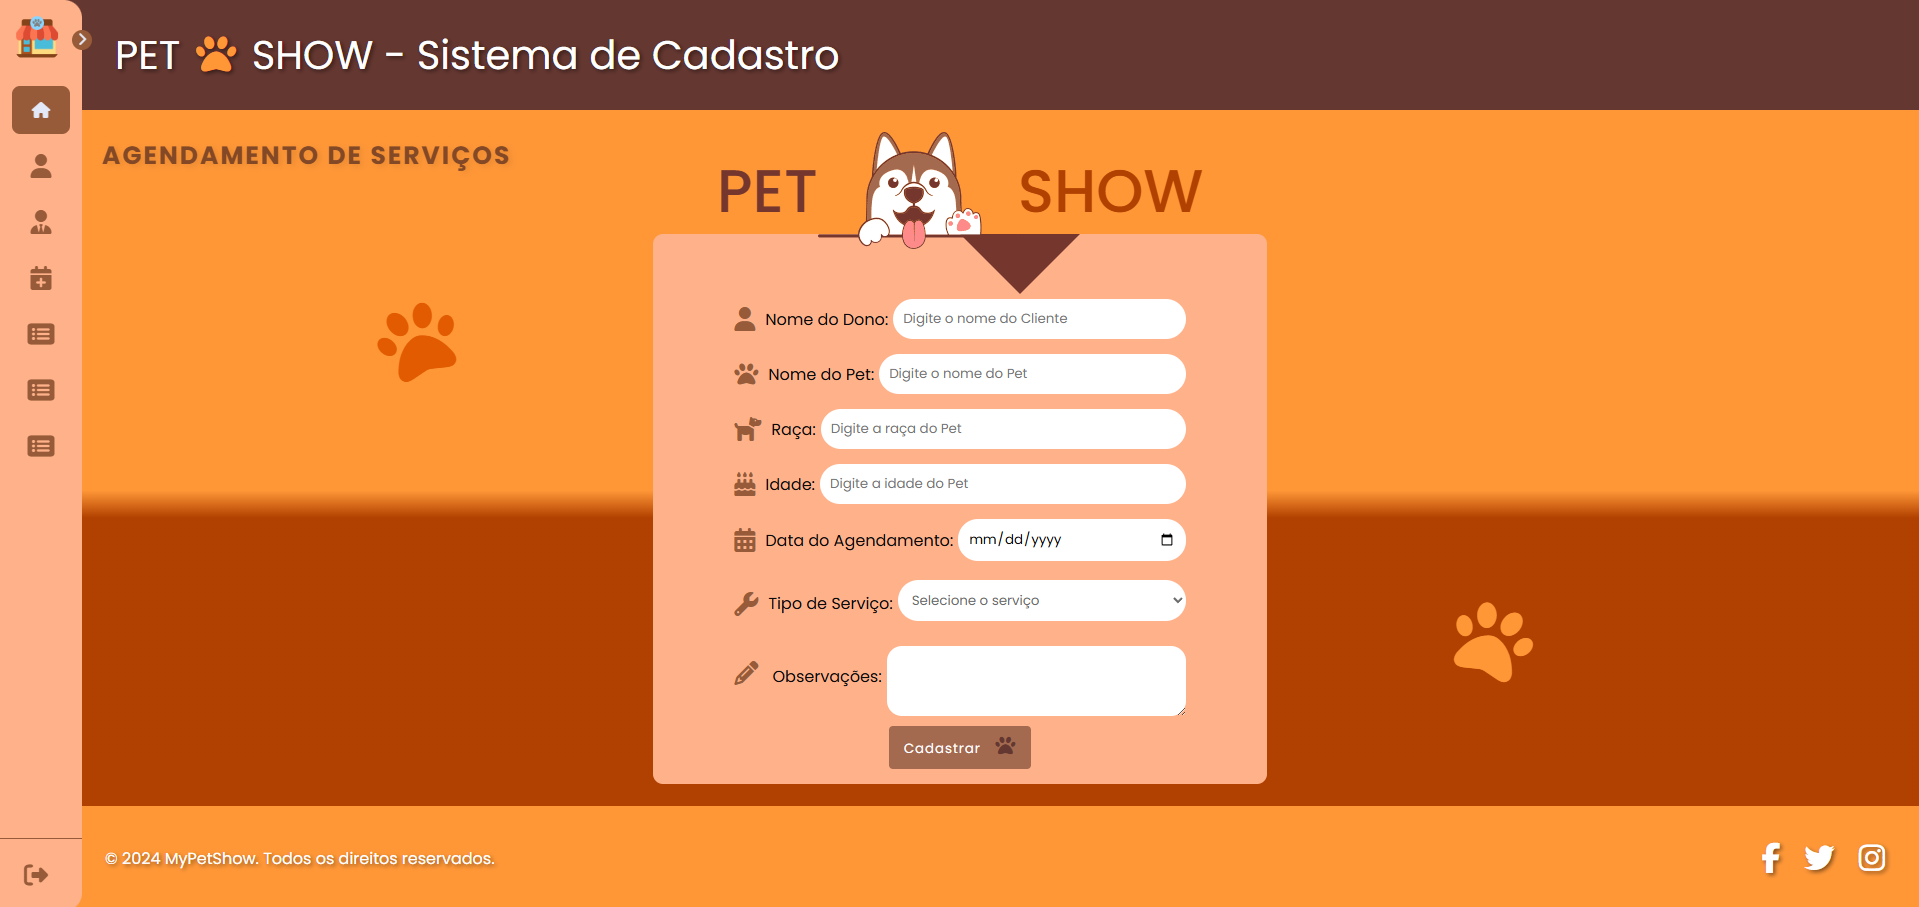 PET SHOW - Sistema de Cadastro
AGENDAMENTO DE SERVIÇOS
PET SHOW
Nome do Dono: Digite o nome do Cliente
Nome do Pet: Digite o nome do Pet
Raça: Digite a raça do Pet
Idade: Digite a idade do Pet
Data do Agendamento: mm/dd/yyyy
Tipo de Serviço: Selecione o serviço
Observações:
Cadastrar
© 2024 MyPetShow. Todos os direitos reservados.